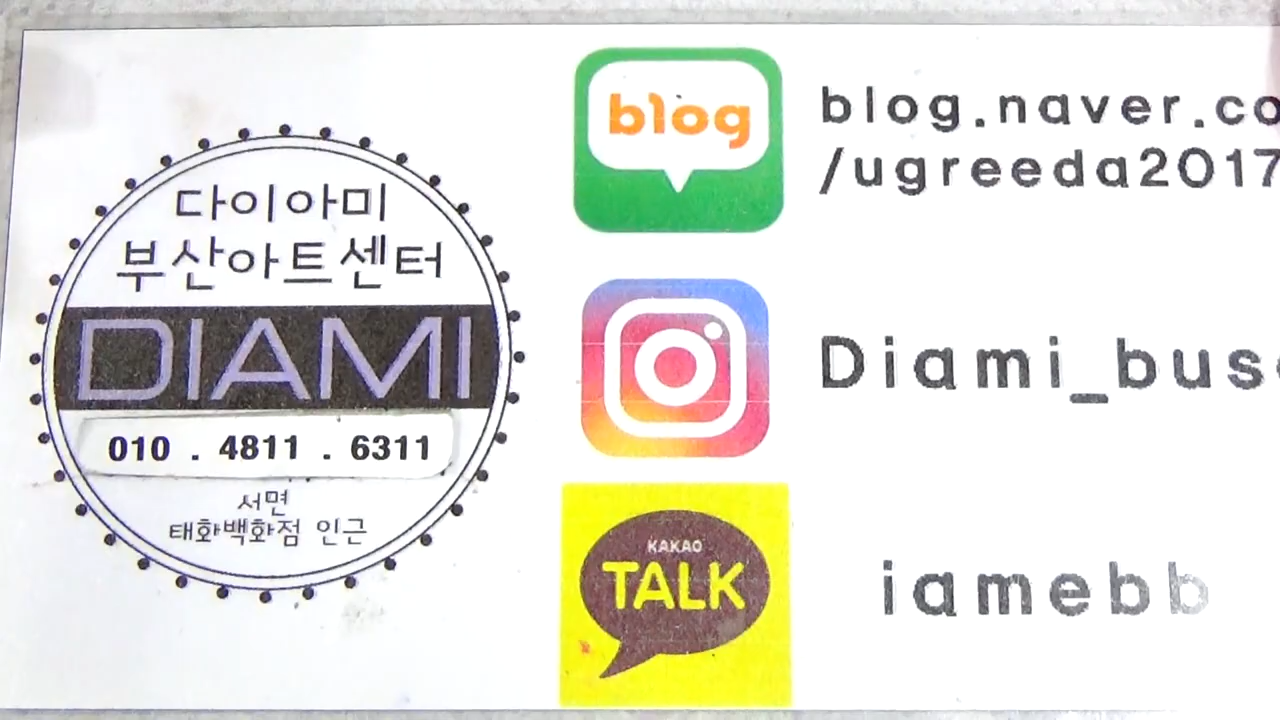 다이아미
부산아트센터
DIAMI
010 . 4811 . 6311
서면
태화백화점 인근
blog
blog.naver.co
/ugreeda2017
Diami_bus
KAKAO
TALK
iamebb